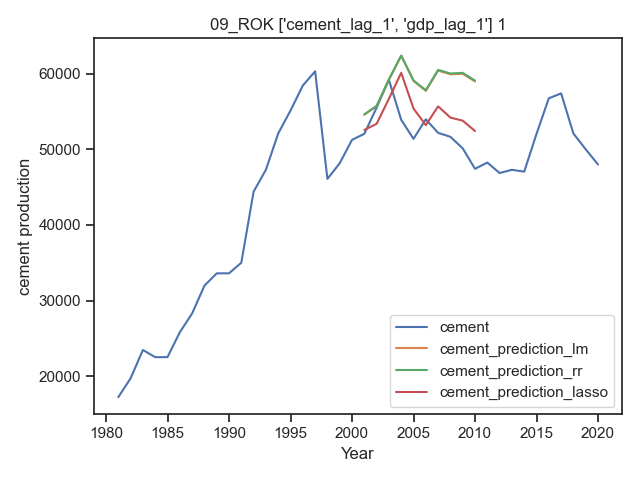 09_ROK ['cement_lag_1', 'gdp_lag_1'] 1
cement production
60000
50000
40000
30000
20000
1980 1985 1990 1995 2000 2005 2010 2015 2020
Year
cement
cement_prediction_lm
cement_prediction_rr
cement_prediction_lasso